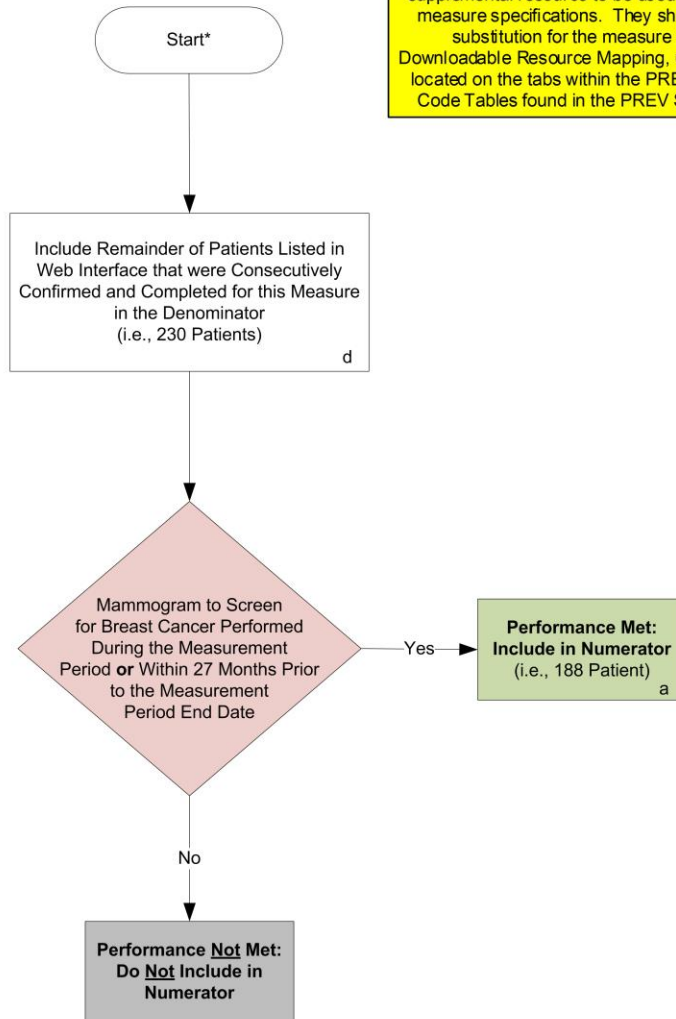 Start*
measure specifications. They
substitution for the measure
Downloadable Resource Mapping,
located on the tabs within the
Code Tables found in the PREV
Include Remainder of Patients Listed in
Web Interface that were Consecutively
Confirmed and Completed for this Measure
in the Denominator
(i.e., 230 Patients)
d
Mammogram to Screen
for Breast Cancer Performed
During the Measurement
Period or Within 27 Months Prior
to the Measurement
Period End Date
Yes
Performance Met:
Include in Numerator
(i.e., 188 Patient)
a
No
Performance Not Met:
Do Not Include in
Numerator